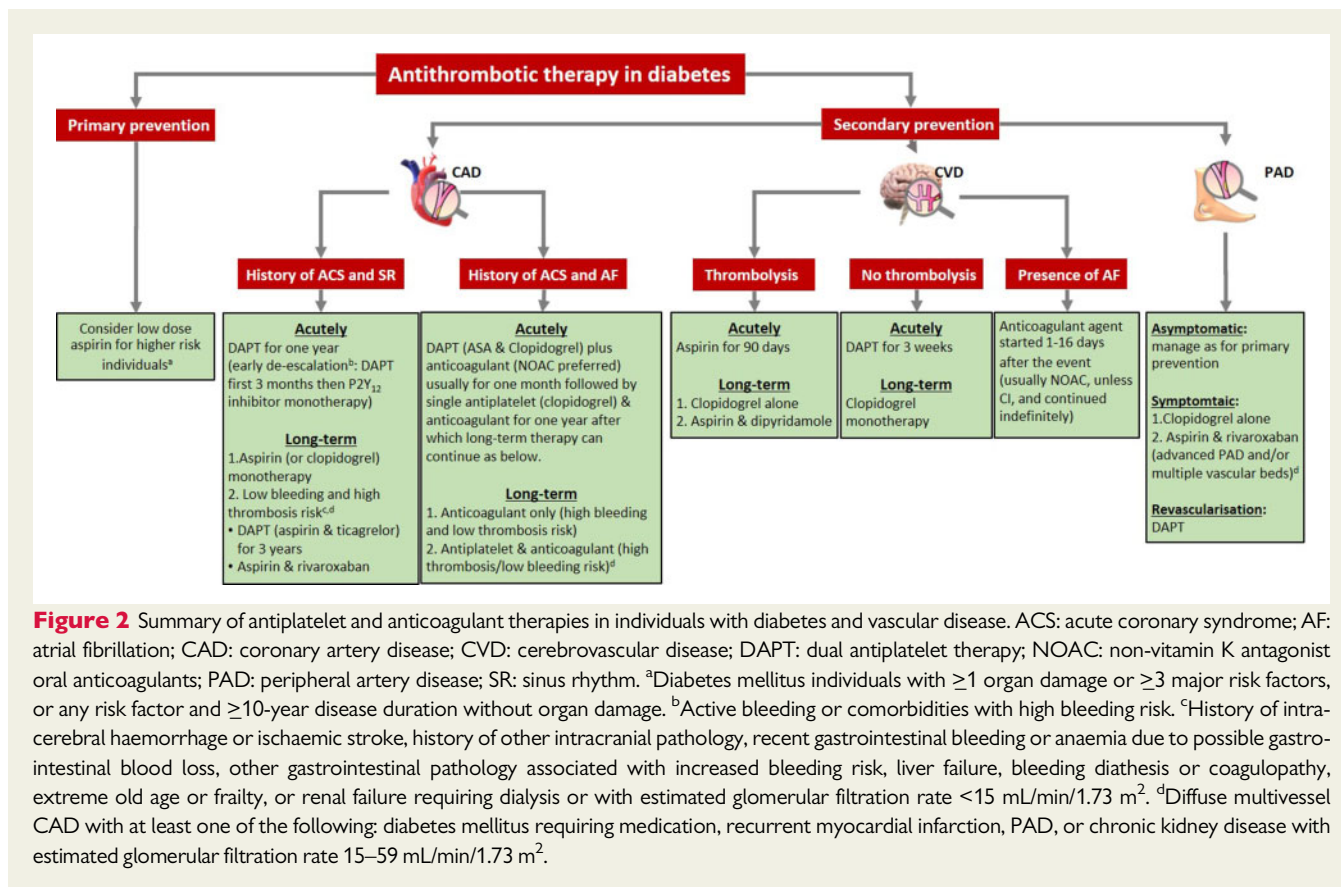 Antithrombotic therapy in diabetes
Primary prevention
Secondary prevention
CAD
CVD
PAD
History of ACS and SR
History of ACS and AF
Thrombolysis
No thrombolysis
Presence of AF
Consider low dose
aspirin for higher risk
individualsᵃ
Acutely
DAPT for one year
(early de-escalationᵇ: DAPT
first 3 months then P2Y₁₂
inhibitor monotherapy)
Long-term
1.Aspirin (or clopidogrel)
monotherapy
2. Low bleeding and high
thrombosis riskᶜ,ᵈ
• DAPT (aspirin & ticagrelor)
for 3 years
• Aspirin & rivaroxaban
Acutely
DAPT (ASA & Clopidogrel) plus
anticoagulant (NOAC preferred)
usually for one month followed by
single antiplatelet (clopidogrel) &
anticoagulant for one year after
which long-term therapy can
continue as below.
Long-term
1. Anticoagulant only (high bleeding
and low thrombosis risk)
2. Antiplatelet & anticoagulant (high
thrombosis/low bleeding risk)ᵈ
Acutely
Aspirin for 90 days
Long-term
1. Clopidogrel alone
2. Aspirin & dipyridamole
Acutely
DAPT for 3 weeks
Long-term
Clopidogrel
monotherapy
Anticoagulant agent
started 1-16 days
after the event
(usually NOAC, unless
CI, and continued
indefinitely)
Asymptomatic:
manage as for primary
prevention
Symptomtaic:
1.Clopidogrel alone
2. Aspirin & rivaroxaban
(advanced PAD and/or
multiple vascular beds)ᵈ
Revascularisation:
DAPT
Figure 2 Summary of antiplatelet and anticoagulant therapies in individuals with diabetes and vascular disease. ACS: acute coronary syndrome; AF:
atrial fibrillation; CAD: coronary artery disease; CVD: cerebrovascular disease; DAPT: dual antiplatelet therapy; NOAC: non-vitamin K antagonist
oral anticoagulants; PAD: peripheral artery disease; SR: sinus rhythm. ᵃDiabetes mellitus individuals with ≥1 organ damage or ≥3 major risk factors,
or any risk factor and ≥10-year disease duration without organ damage. ᵇActive bleeding or comorbidities with high bleeding risk. ᶜHistory of intra-
cerebral haemorrhage or ischaemic stroke, history of other intracranial pathology, recent gastrointestinal bleeding or anaemia due to possible gastro-
intestinal blood loss, other gastrointestinal pathology associated with increased bleeding risk, liver failure, bleeding diathesis or coagulopathy,
extreme old age or frailty, or renal failure requiring dialysis or with estimated glomerular filtration rate <15 mL/min/1.73 m². ᵈDiffuse multivessel
CAD with at least one of the following: diabetes mellitus requiring medication, recurrent myocardial infarction, PAD, or chronic kidney disease with
estimated glomerular filtration rate 15–59 mL/min/1.73 m².